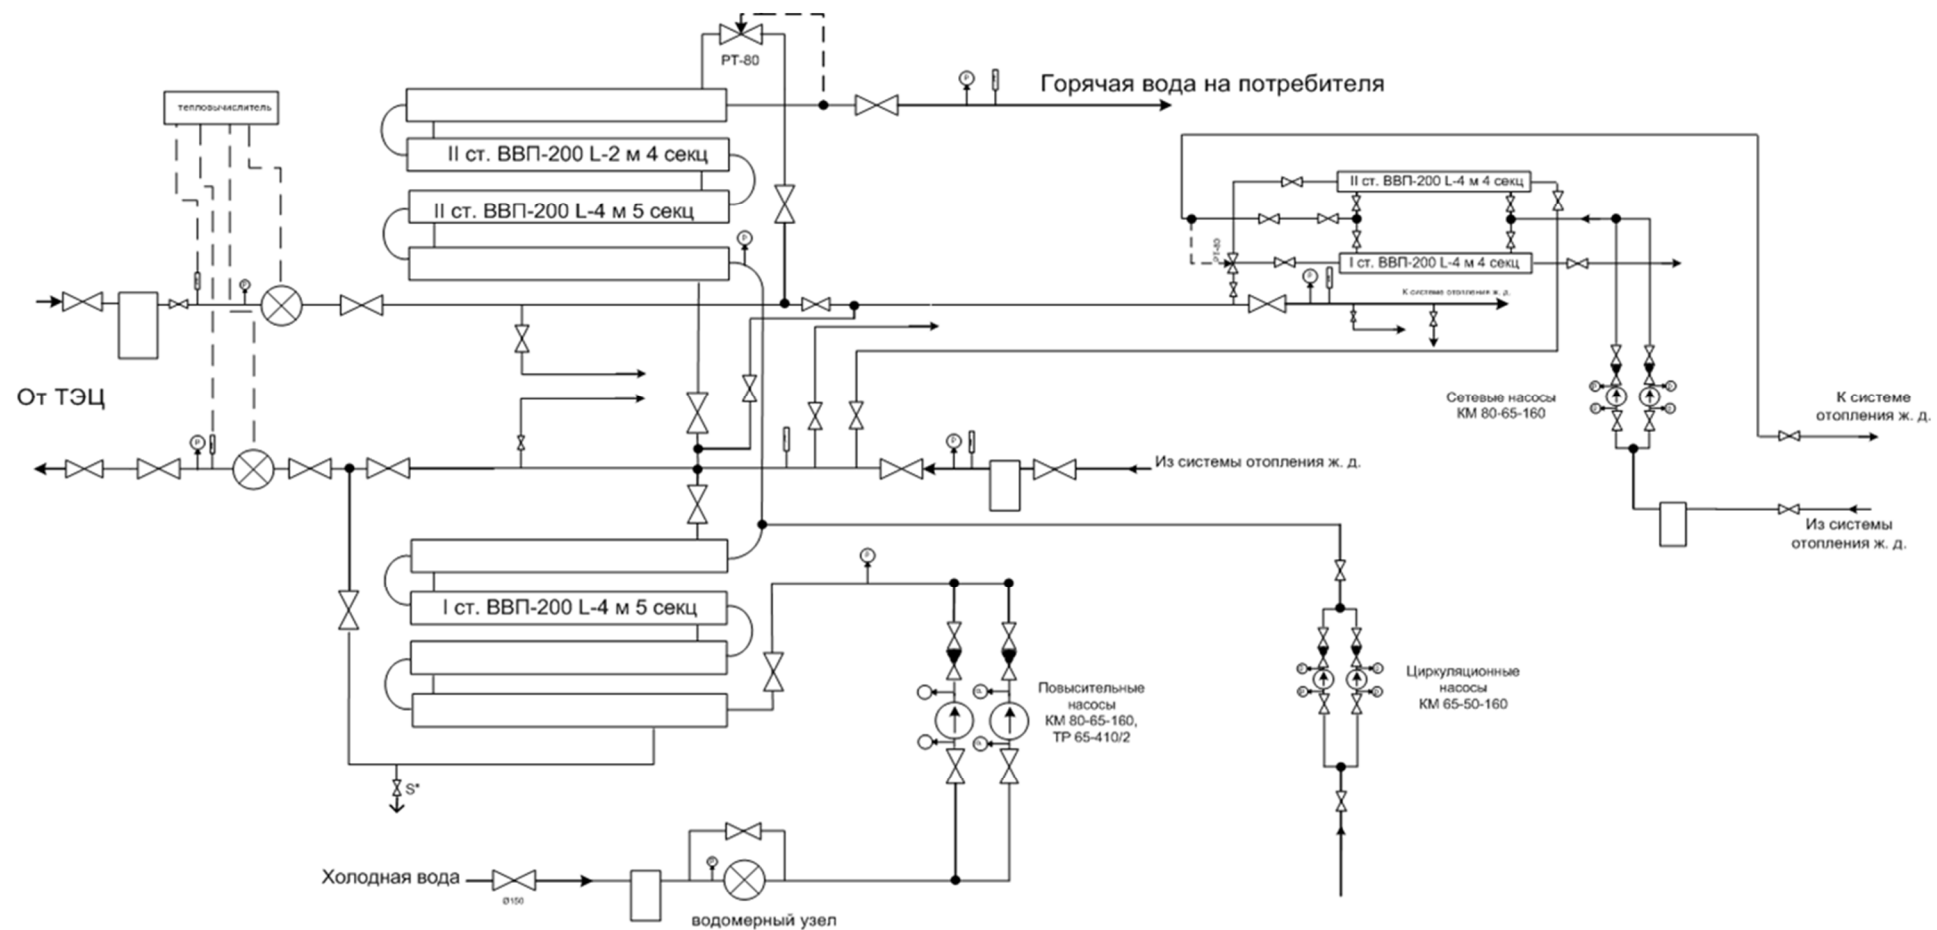 РТ-80
Горячая вода на потребителя
тепловычислитель
II ст. ВВП-200 L-2 м 4 секц
II ст. ВВП-200 L-4 м 5 секц
II ст. ВВП-200 L-4 м 4 секц
РТ-80
I ст. ВВП-200 L-4 м 4 секц
К системе отопления ж. д.
От ТЭЦ
Сетевые насосы
КМ 80-65-160
К системе
отопления ж. д.
Из системы отопления ж. д.
Из системы
отопления ж. д.
I ст. ВВП-200 L-4 м 5 секц
Повысительные
насосы
КМ 80-65-160,
ТР 65-410/2
Циркуляционные
насосы
КМ 65-50-160
S*
Холодная вода
Ø150
водомерный узел